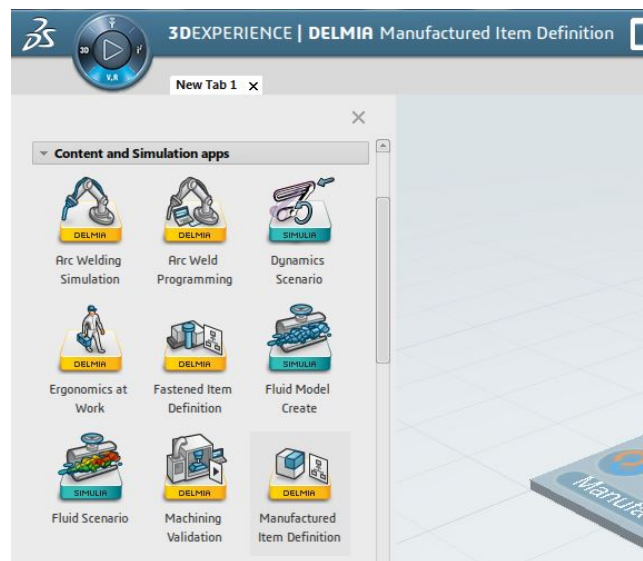 3DEXPERIENCE | DELMIA Manufactured Item Definition
3D
V.R
New Tab 1 x
Content and Simulation apps
DELMIA
DELMIA
SIMULIA
Arc Welding Simulation
Arc Weld Programming
Dynamics Scenario
DELMIA
DELMIA
SIMULIA
Ergonomics at Work
Fastened Item Definition
Fluid Model Create
SIMULIA
DELMIA
DELMIA
Fluid Scenario
Machining Validation
Manufactured Item Definition